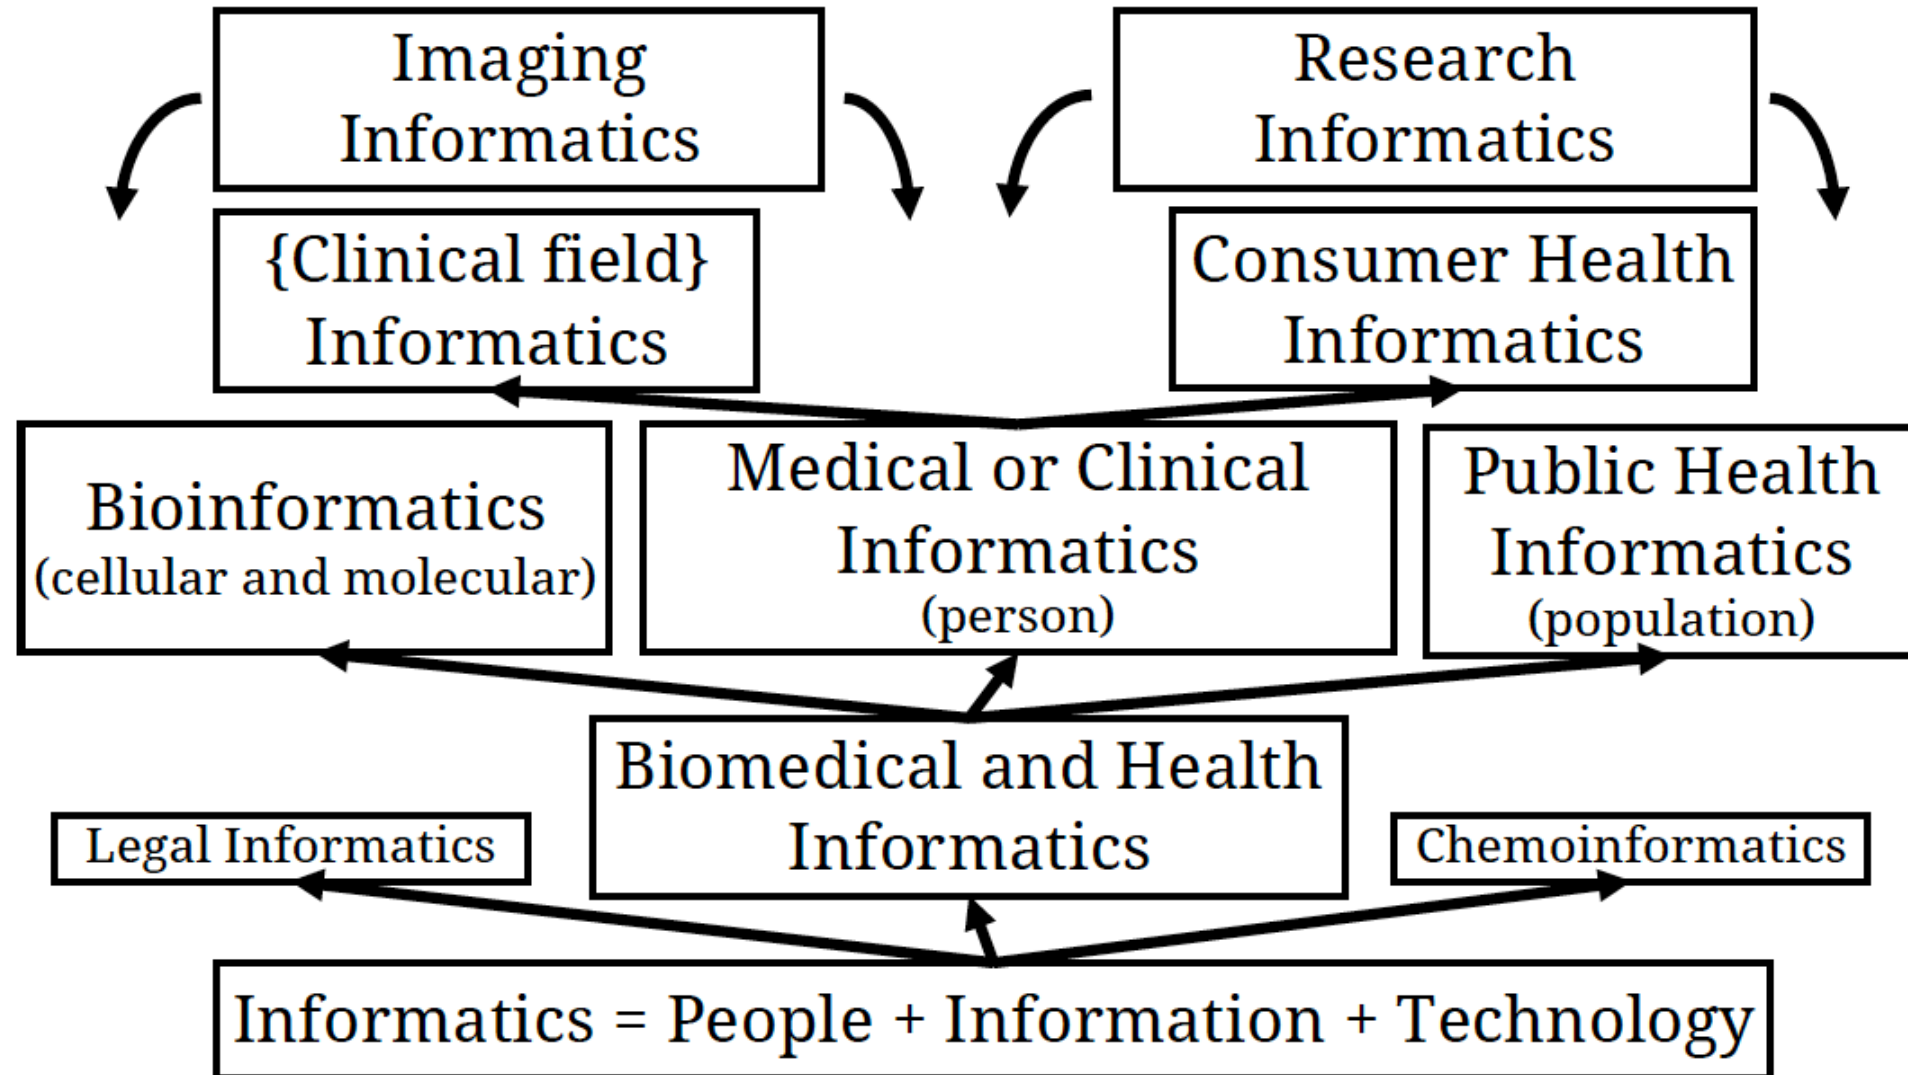 Imaging
Informatics
Research
Informatics
{Clinical field}
Informatics
Consumer Health
Informatics
Bioinformatics
(cellular and molecular)
Medical or Clinical
Informatics
(person)
Public Health
Informatics
(population)
Biomedical and Health
Informatics
Legal Informatics
Chemoinformatics
Informatics = People + Information + Technology